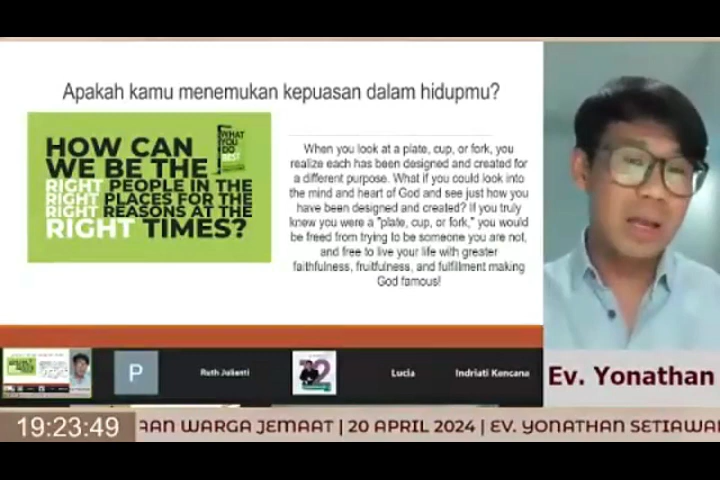 Apakah kamu menemukan kepuasan dalam hidupmu?
HOW CAN
WE BE THE
RIGHT PEOPLE IN THE
RIGHT PLACES FOR THE
RIGHT REASONS AT THE
RIGHT TIMES?
WHAT
YOU
DO
BEST
When you look at a plate, cup, or fork, you
realize each has been designed and created for
a different purpose. What if you could look into
the mind and heart of God and see just how you
have been designed and created? If you truly
knew you were a "plate, cup, or fork," you would
be freed from trying to be someone you are not,
and free to live your life with greater
faithfulness, fruitfulness, and fulfillment making
God famous!
P
Ruth Julianti
Lucia
Indriati Kencana
Ev. Yonathan
19:23:49
AAN WARGA JEMAAT | 20 APRIL 2024 | EV. YONATHAN SETIAWA